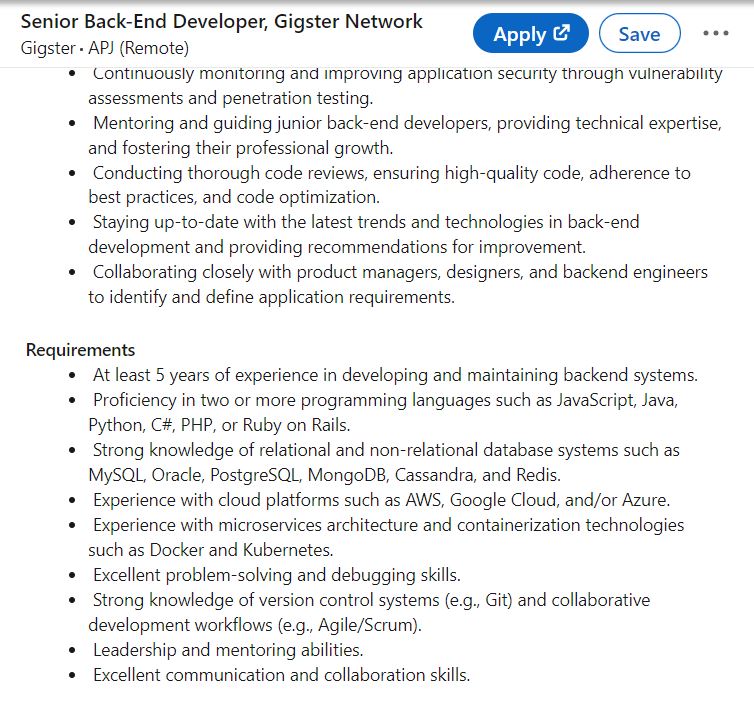 Senior Back-End Developer, Gigster Network
Gigster · APJ (Remote)
Apply
Save
• Continuously monitoring and improving application security through vulnerability
assessments and penetration testing.
• Mentoring and guiding junior back-end developers, providing technical expertise,
and fostering their professional growth.
• Conducting thorough code reviews, ensuring high-quality code, adherence to
best practices, and code optimization.
• Staying up-to-date with the latest trends and technologies in back-end
development and providing recommendations for improvement.
• Collaborating closely with product managers, designers, and backend engineers
to identify and define application requirements.
Requirements
• At least 5 years of experience in developing and maintaining backend systems.
• Proficiency in two or more programming languages such as JavaScript, Java,
Python, C#, PHP, or Ruby on Rails.
• Strong knowledge of relational and non-relational database systems such as
MySQL, Oracle, PostgreSQL, MongoDB, Cassandra, and Redis.
• Experience with cloud platforms such as AWS, Google Cloud, and/or Azure.
• Experience with microservices architecture and containerization technologies
such as Docker and Kubernetes.
• Excellent problem-solving and debugging skills.
• Strong knowledge of version control systems (e.g., Git) and collaborative
development workflows (e.g., Agile/Scrum).
• Leadership and mentoring abilities.
• Excellent communication and collaboration skills.